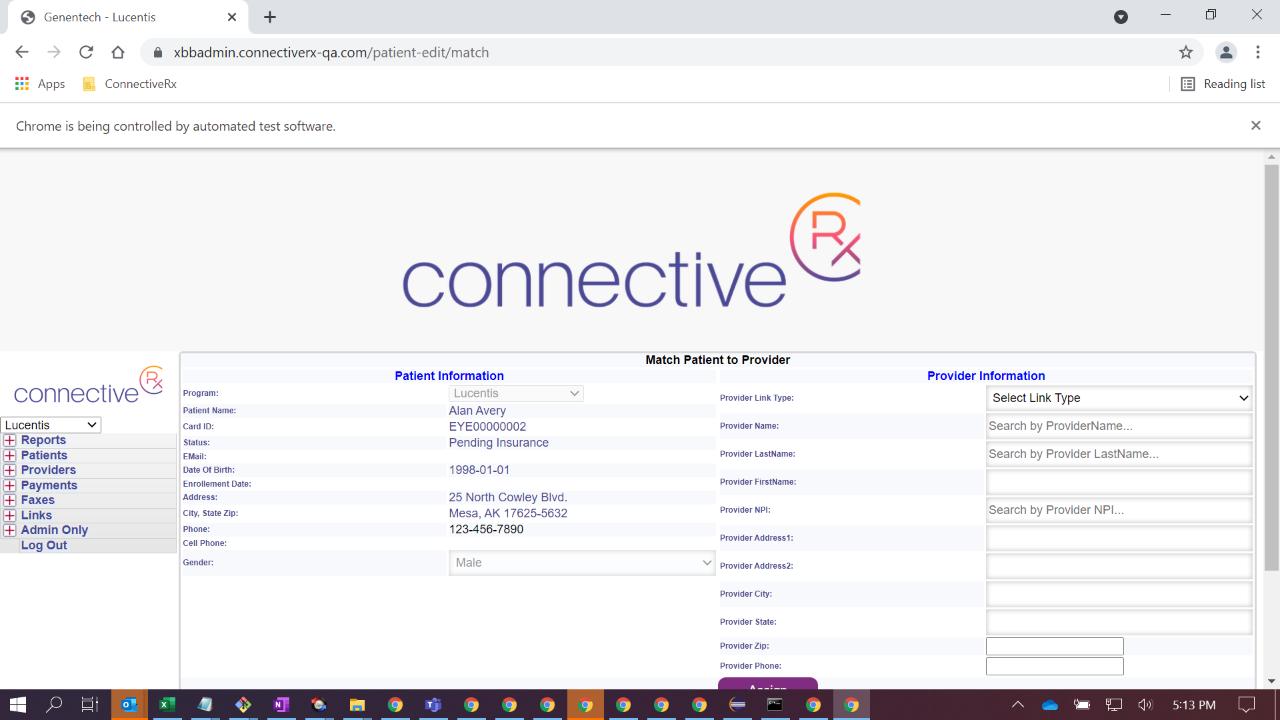 Genentech - Lucentis
xbbadmin.connectiverx-qa.com/patient-edit/match
Apps ConnectiveRx Reading list
Chrome is being controlled by automated test software.
connective Rx
connective Rx
Lucentis
Reports
Patients
Providers
Payments
Faxes
Links
Admin Only
Log Out
Match Patient to Provider
Patient Information
Program: Lucentis
Patient Name: Alan Avery
Card ID: EYE00000002
Status: Pending Insurance
EMail:
Date Of Birth: 1998-01-01
Enrollment Date:
Address: 25 North Cowley Blvd.
City, State Zip: Mesa, AK 17625-5632
Phone: 123-456-7890
Cell Phone:
Gender: Male
Provider Information
Provider Link Type: Select Link Type
Provider Name: Search by ProviderName...
Provider LastName: Search by Provider LastName...
Provider FirstName:
Provider NPI: Search by Provider NPI...
Provider Address1:
Provider Address2:
Provider City:
Provider State:
Provider Zip:
Provider Phone:
Assign
5:13 PM